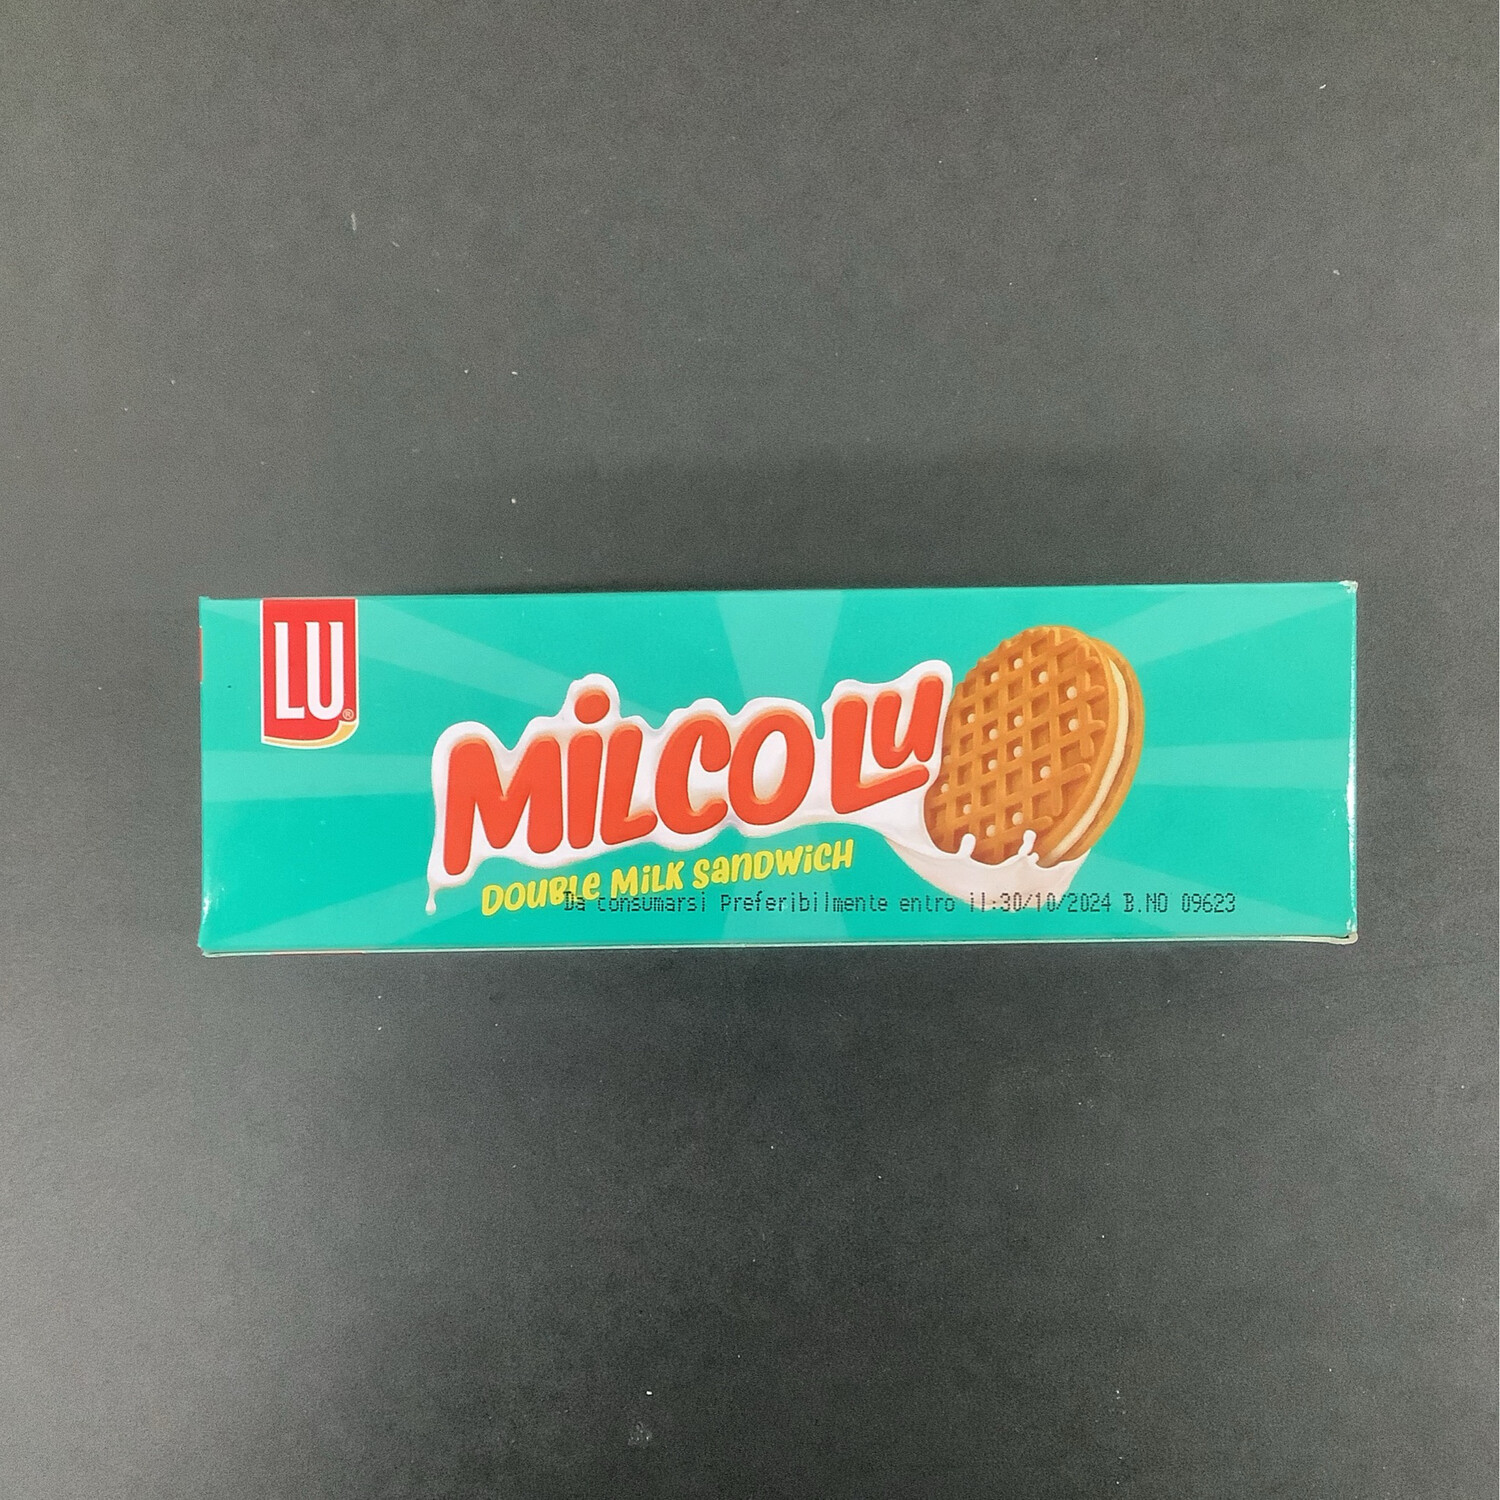 LU®
MiLCO LU
DOUBLe MiLK SanDWiCH
Da consumarsi Preferibilmente entro il:30/10/2024 B.NO 09623